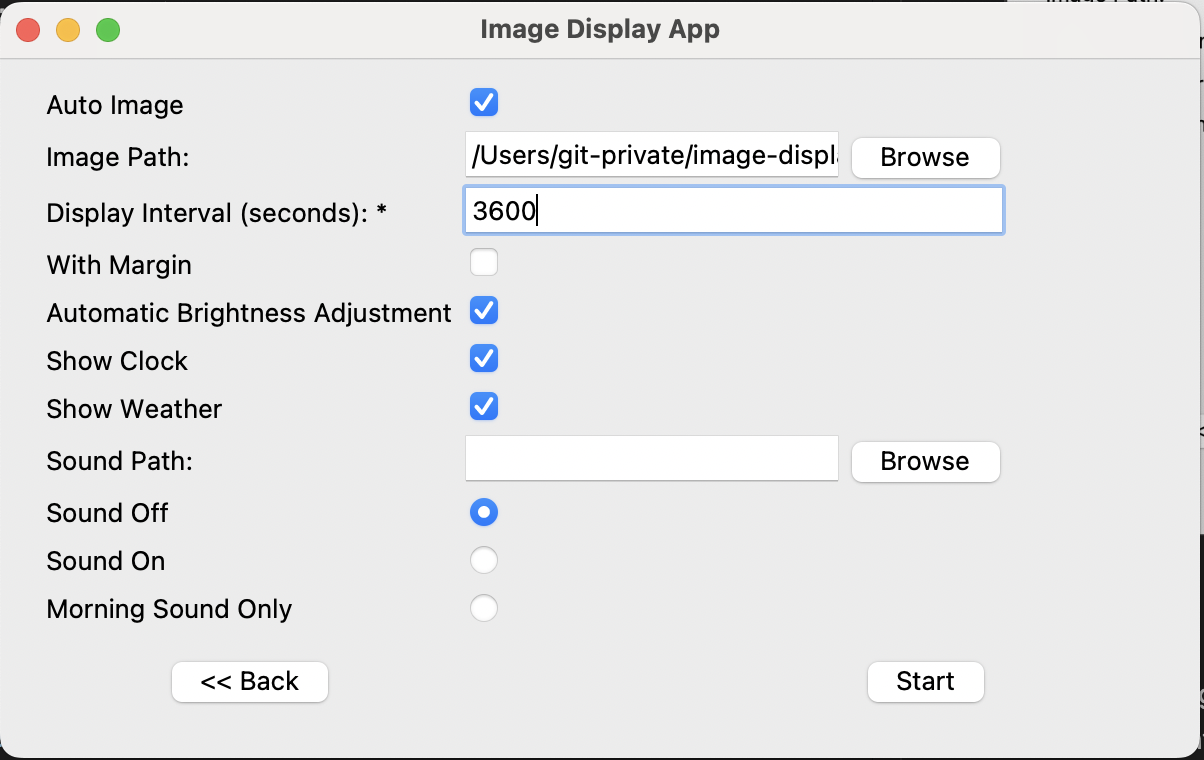 Image Display App
Auto Image
Image Path: /Users/git-private/image-displ Browse
Display Interval (seconds): * 3600
With Margin
Automatic Brightness Adjustment
Show Clock
Show Weather
Sound Path: Browse
Sound Off
Sound On
Morning Sound Only
<< Back Start